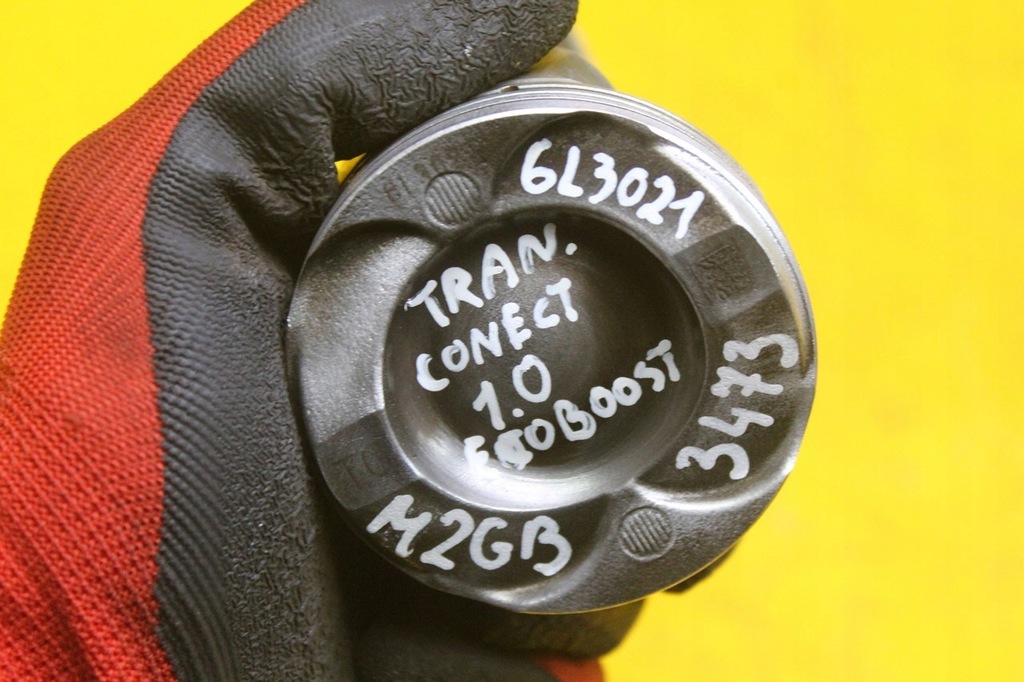 6L3021
TRAN.
CONECT
1.0
ECOBOOST
3473
M2GB